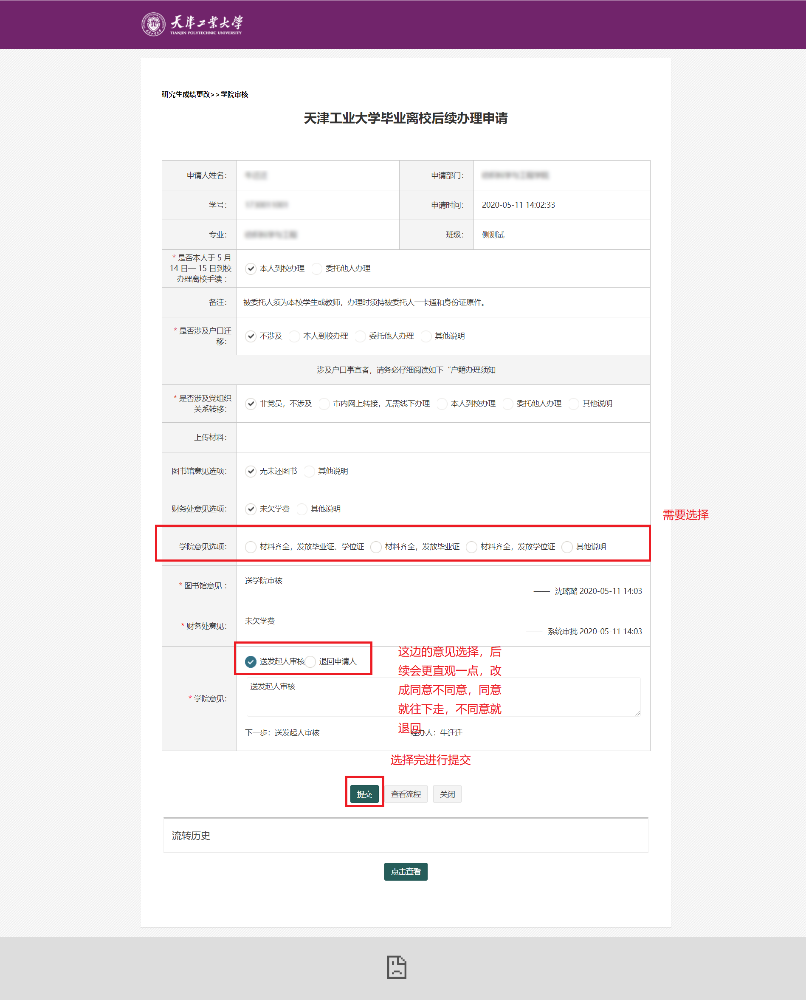 天津工业大学
TIANJIN POLYTECHNIC UNIVERSITY
研究生成绩更改>>学院审核
天津工业大学毕业离校后续办理申请
申请人姓名：
申请部门：
学号：
申请时间： 2020-05-11 14:02:33
专业：
班级： 侧测试
* 是否本人于 5 月
14 日— 15 日到校
办理离校手续 ：
本人到校办理 委托他人办理
备注： 被委托人须为本校学生或教师，办理时须持被委托人一卡通和身份证原件。
* 是否涉及户口迁
移：
不涉及 本人到校办理 委托他人办理 其他说明
涉及户口事宜者，请务必仔细阅读如下“户籍办理须知
* 是否涉及党组织
关系转移：
非党员，不涉及 市内网上转接，无需线下办理 本人到校办理 委托他人办理 其他说明
上传材料：
图书馆意见选项： 无未还图书 其他说明
财务处意见选项： 未欠学费 其他说明
需要选择
学院意见选项： 材料齐全，发放毕业证、学位证 材料齐全，发放毕业证 材料齐全，发放学位证 其他说明
* 图书馆意见 ：
送学院审核
—— 沈璐璐 2020-05-11 14:03
* 财务处意见：
未欠学费
—— 系统审批 2020-05-11 14:03
* 学院意见：
送发起人审核 退回申请人
送发起人审核
这边的意见选择，后
续会更直观一点，改
成同意不同意，同意
就往下走，不同意就
退回
下一步：送发起人审核 经办人：牛迁迁
选择完进行提交
提交 查看流程 关闭
流转历史
点击查看